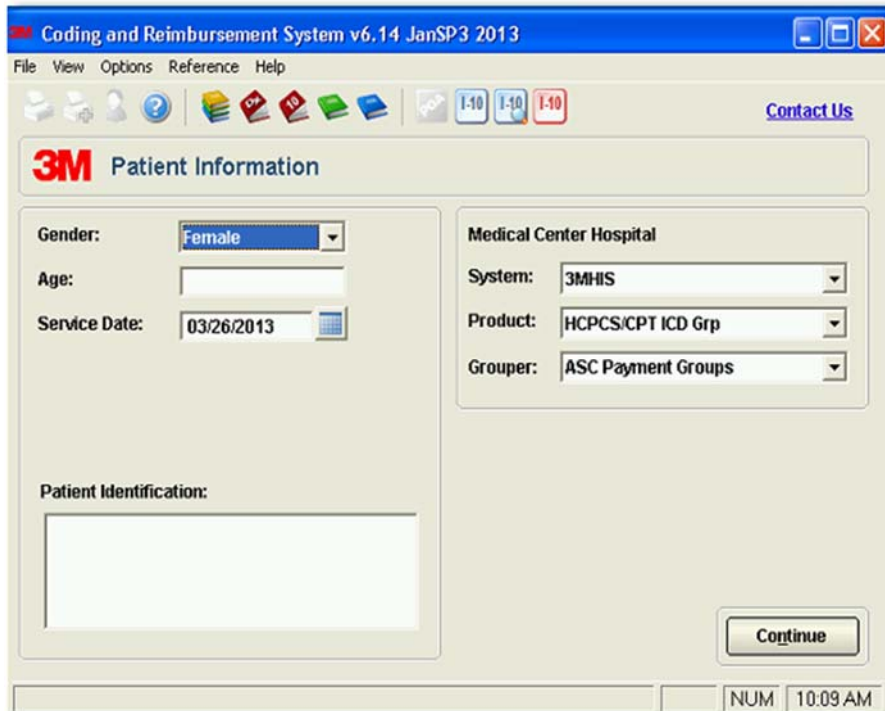 3M Coding and Reimbursement System v6.14 JanSP3 2013
File View Options Reference Help
I-10 I-10 I-10 Contact Us
3M Patient Information
Gender: Female
Age:
Service Date: 03/26/2013
Patient Identification:
Medical Center Hospital
System: 3MHIS
Product: HCPCS/CPT ICD Grp
Grouper: ASC Payment Groups
Continue
NUM 10:09 AM